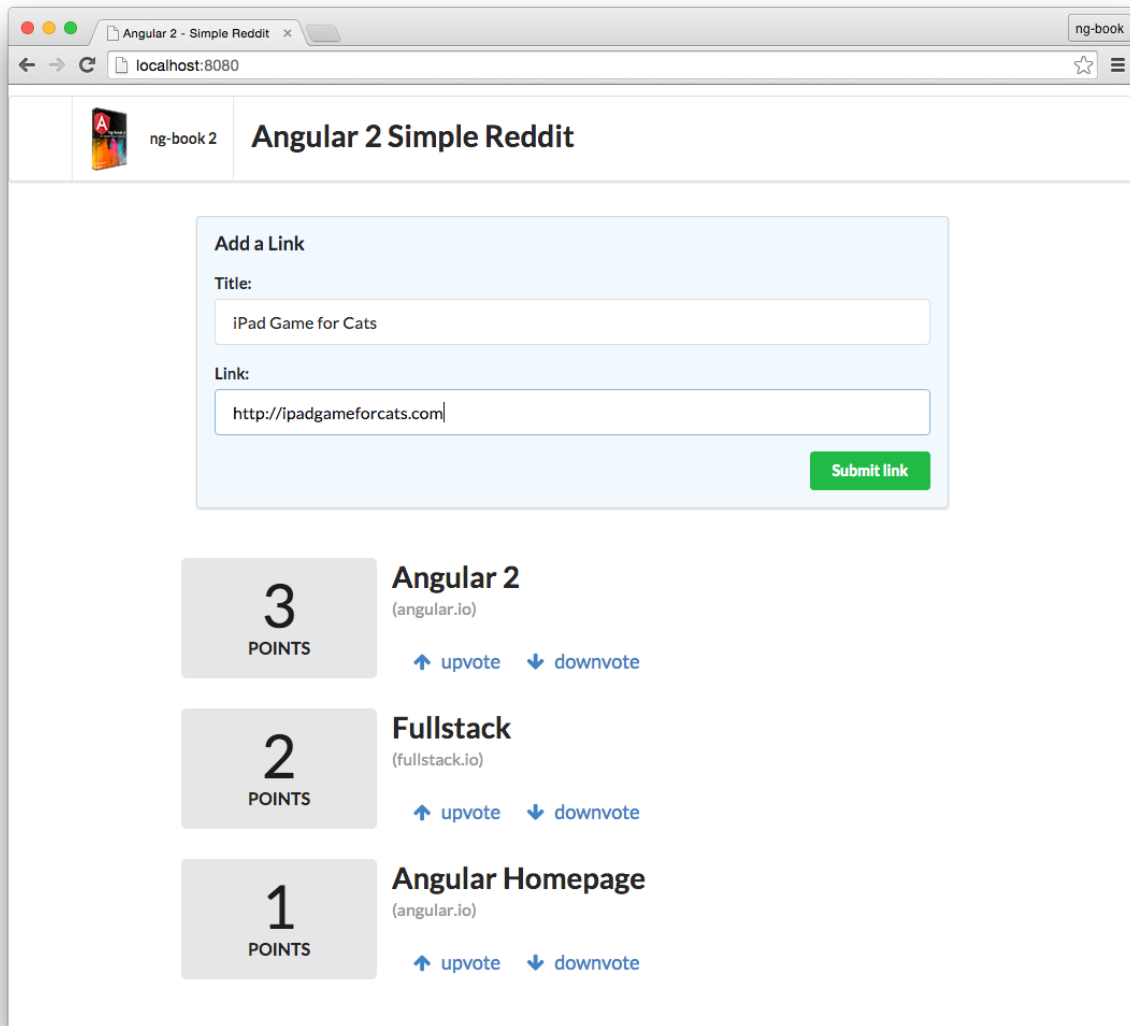 Angular 2 - Simple Reddit
ng-book
localhost:8080
ng-book 2
Angular 2 Simple Reddit
Add a Link
Title:
iPad Game for Cats
Link:
http://ipadgameforcats.com
Submit link
3
POINTS
Angular 2
(angular.io)
upvote downvote
2
POINTS
Fullstack
(fullstack.io)
upvote downvote
1
POINTS
Angular Homepage
(angular.io)
upvote downvote